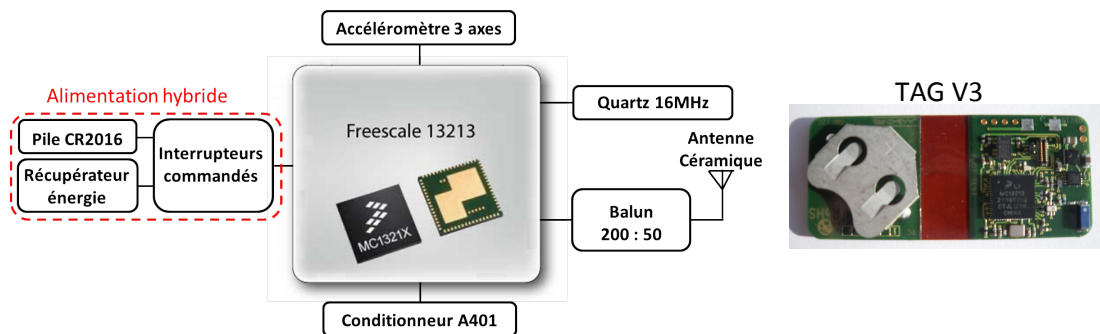 Accéléromètre 3 axes
Alimentation hybride
Pile CR2016
Récupérateur
énergie
Interrupteurs
commandés
Freescale 13213
MC1321X
Quartz 16MHz
Antenne
Céramique
Balun
200 : 50
Conditionneur A401
TAG V3
MC13213